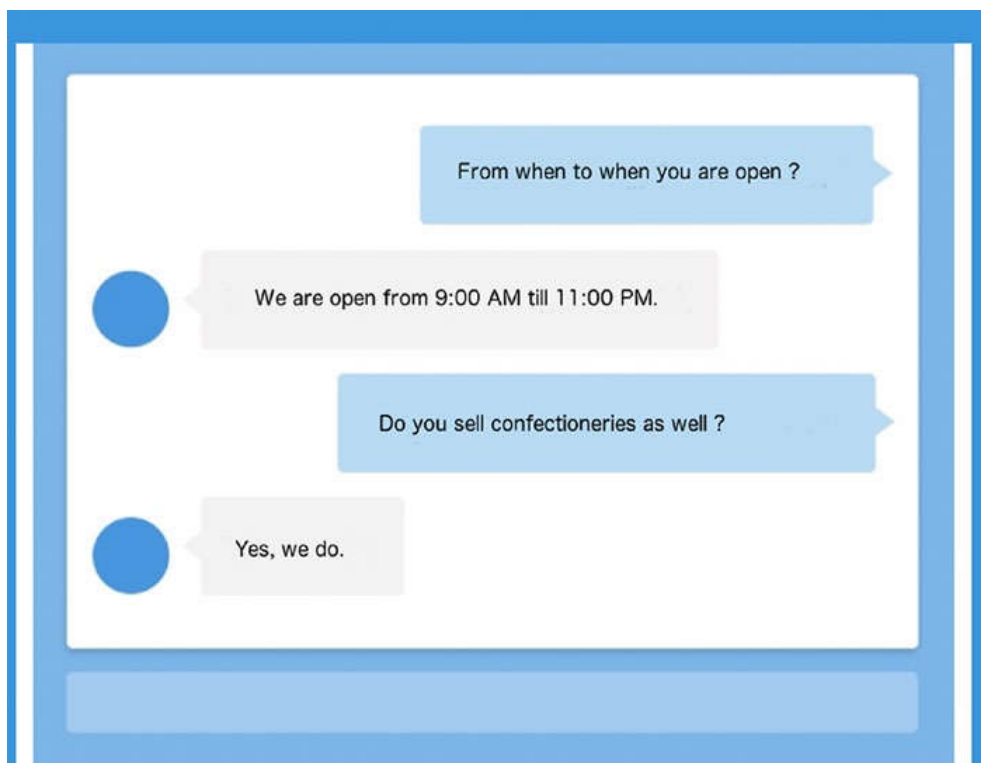 From when to when you are open ?
We are open from 9:00 AM till 11:00 PM.
Do you sell confectioneries as well ?
Yes, we do.